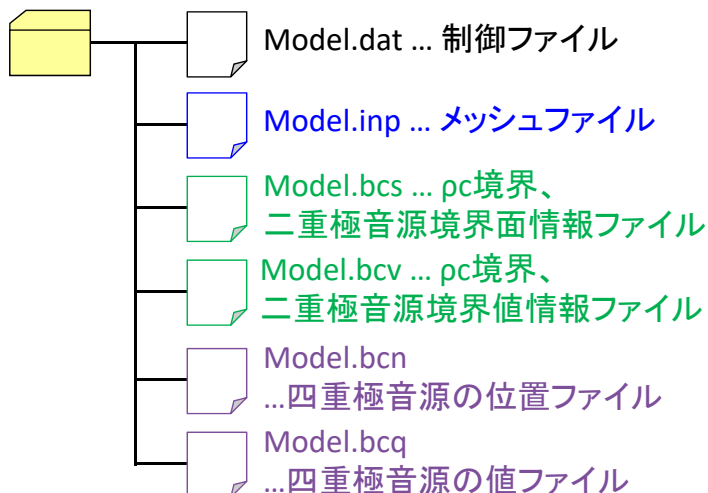 Model.dat … 制御ファイル
Model.inp … メッシュファイル
Model.bcs … ρc境界、
二重極音源境界面情報ファイル
Model.bcv … ρc境界、
二重極音源境界値情報ファイル
Model.bcn
…四重極音源の位置ファイル
Model.bcq
…四重極音源の値ファイル